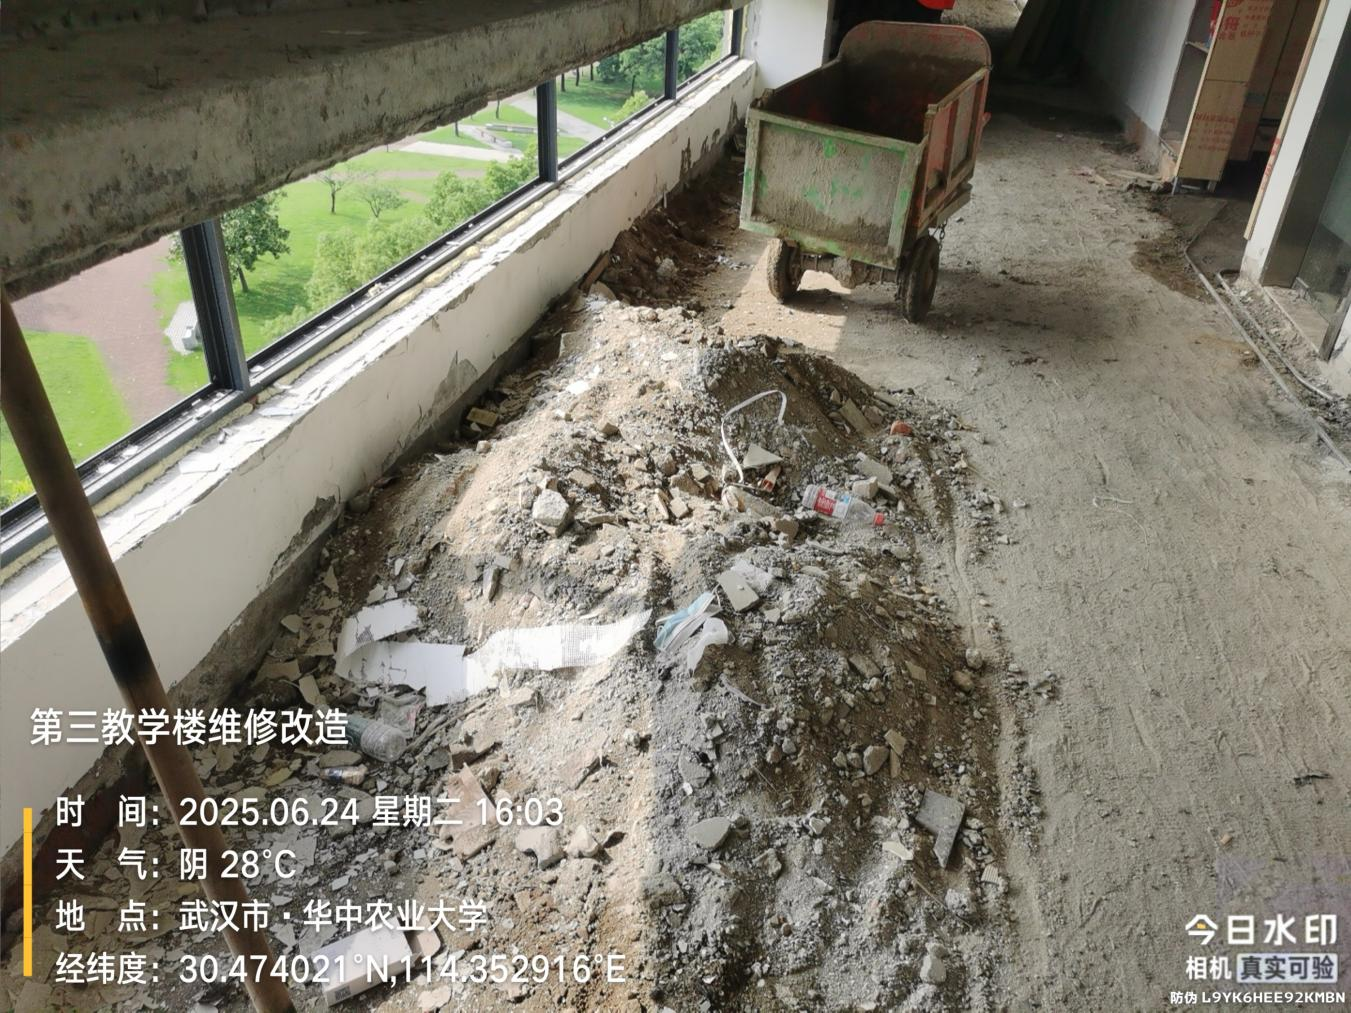 第三教学楼维修改造
时 间：2025.06.24 星期二 16:03
天 气：阴 28°C
地 点：武汉市·华中农业大学
经纬度：30.474021°N,114.352916°E
今日水印
相机 真实可验
防伪 L9YK6HEE92KMBN